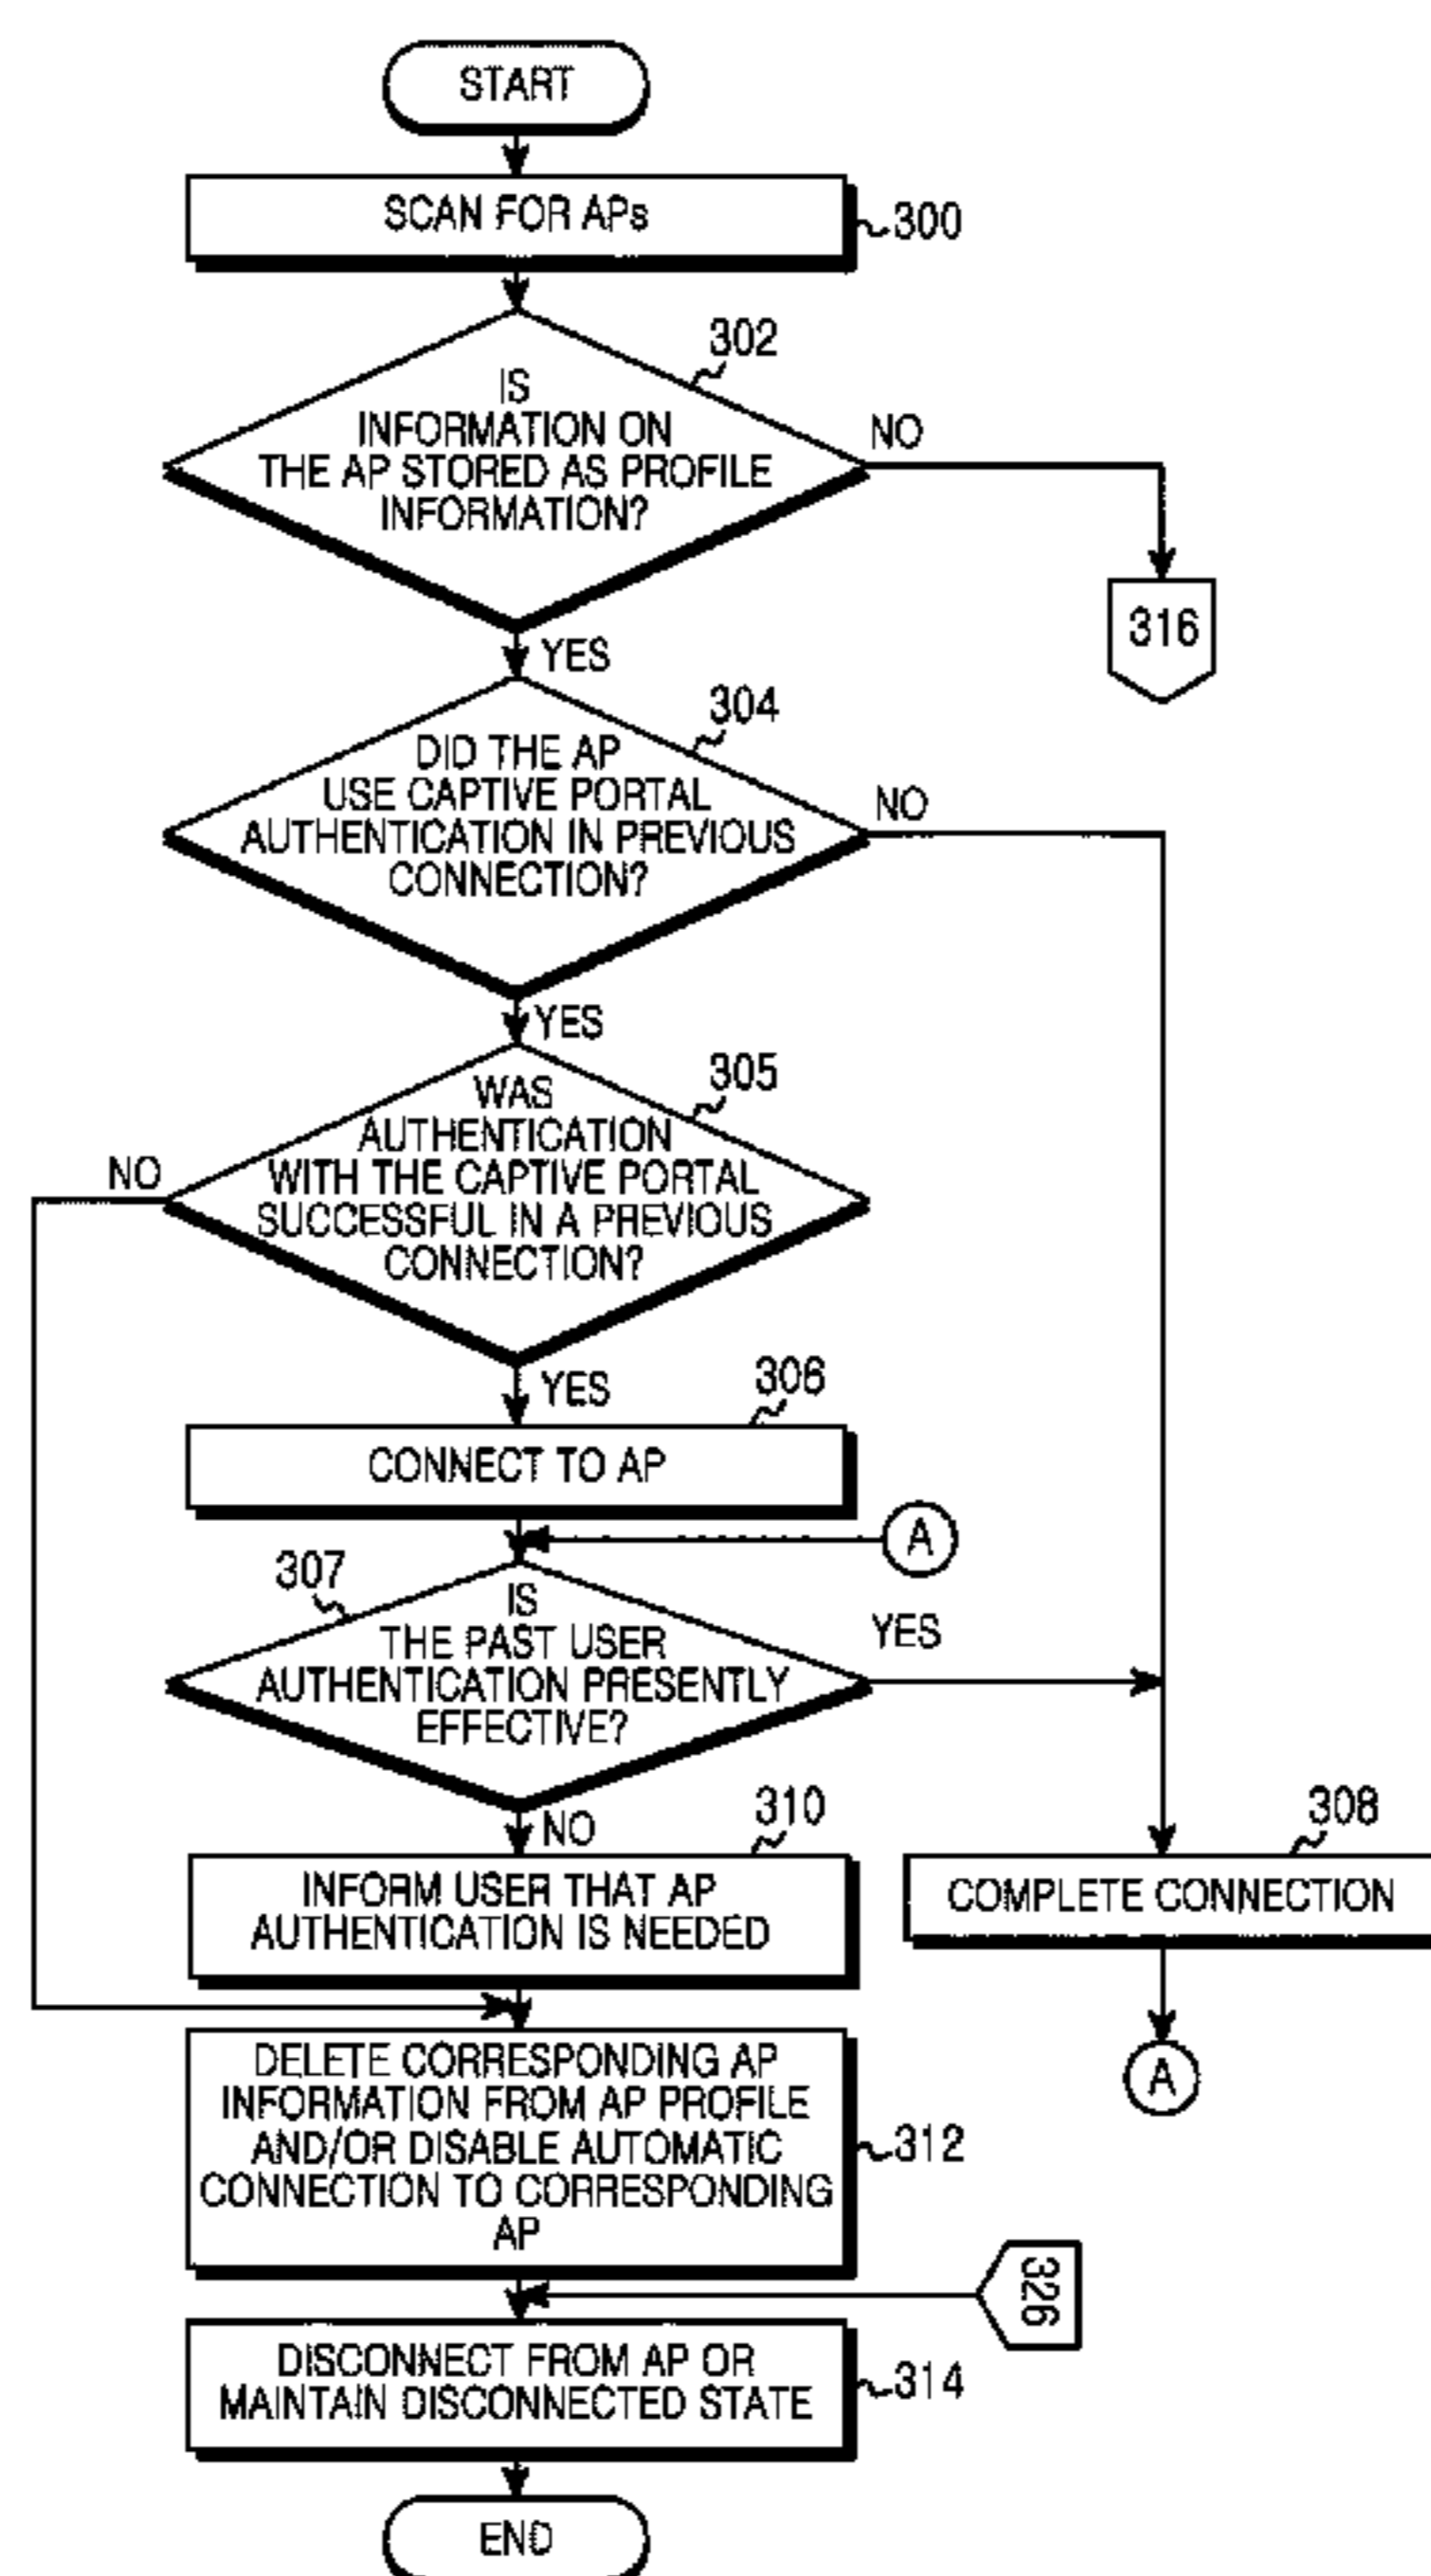 START
SCAN FOR APs
300
302
IS
INFORMATION ON
THE AP STORED AS PROFILE
INFORMATION?
NO
316
YES
304
DID THE AP
USE CAPTIVE PORTAL
AUTHENTICATION IN PREVIOUS
CONNECTION?
NO
YES
305
WAS
AUTHENTICATION
WITH THE CAPTIVE PORTAL
SUCCESSFUL IN A PREVIOUS
CONNECTION?
NO
YES
306
CONNECT TO AP
A
307
IS
THE PAST USER
AUTHENTICATION PRESENTLY
EFFECTIVE?
YES
NO
310
INFORM USER THAT AP
AUTHENTICATION IS NEEDED
308
COMPLETE CONNECTION
A
DELETE CORRESPONDING AP
INFORMATION FROM AP PROFILE
AND/OR DISABLE AUTOMATIC
CONNECTION TO CORRESPONDING
AP
312
326
DISCONNECT FROM AP OR
MAINTAIN DISCONNECTED STATE
314
END